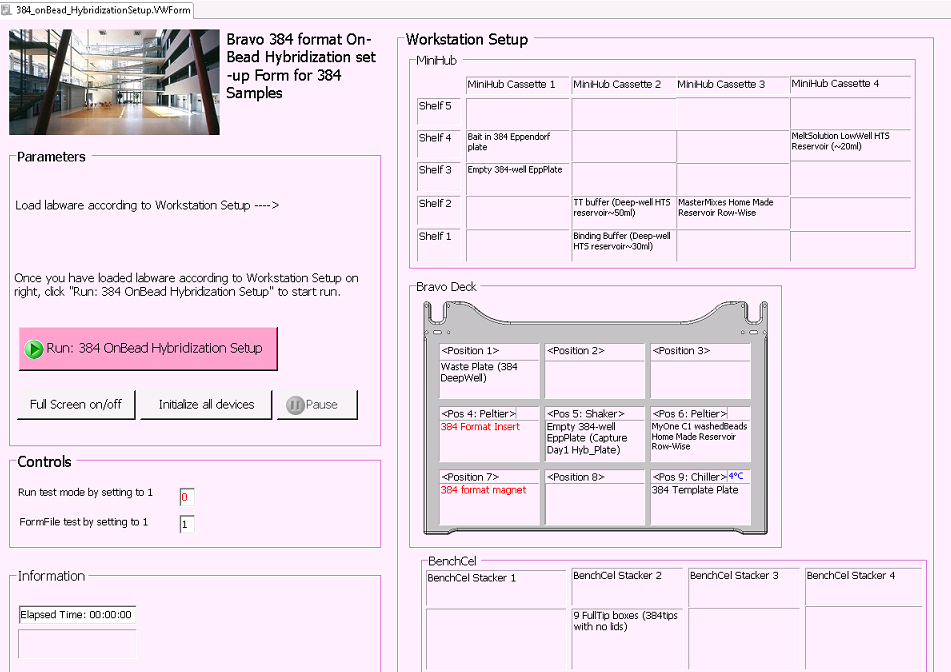 384_onBead_HybridizationSetup.VWForm
Bravo 384 format On-
Bead Hybridization set
-up Form for 384
Samples
Parameters
Load labware according to Workstation Setup ---->
Once you have loaded labware according to Workstation Setup on
right, click "Run: 384 OnBead Hybridization Setup" to start run.
Run: 384 OnBead Hybridization Setup
Full Screen on/off
Initialize all devices
Pause
Controls
Run test mode by setting to 1
0
FormFile test by setting to 1
1
Information
Elapsed Time: 00:00:00
Workstation Setup
MiniHub
MiniHub Cassette 1
MiniHub Cassette 2
MiniHub Cassette 3
MiniHub Cassette 4
Shelf 5
Shelf 4
Bait in 384 Eppendorf
plate
MeltSolution LowWell HTS
Reservoir (~20ml)
Shelf 3
Empty 384-well EppPlate
Shelf 2
TT buffer (Deep-well HTS
reservoir~50ml)
MasterMixes Home Made
Reservoir Row-Wise
Shelf 1
Binding Buffer (Deep-well
HTS reservoir~30ml)
Bravo Deck
<Position 1>
Waste Plate (384
DeepWell)
<Position 2>
<Position 3>
<Pos 4: Peltier>
384 Format Insert
<Pos 5: Shaker>
Empty 384-well
EppPlate (Capture
Day1 Hyb_Plate)
<Pos 6: Peltier>
MyOne C1 washedBeads
Home Made Reservoir
Row-Wise
<Position 7>
384 format magnet
<Position 8>
<Pos 9: Chiller>
4°C
384 Template Plate
BenchCel
BenchCel Stacker 1
BenchCel Stacker 2
BenchCel Stacker 3
BenchCel Stacker 4
9 FullTip boxes (384tips
with no lids)